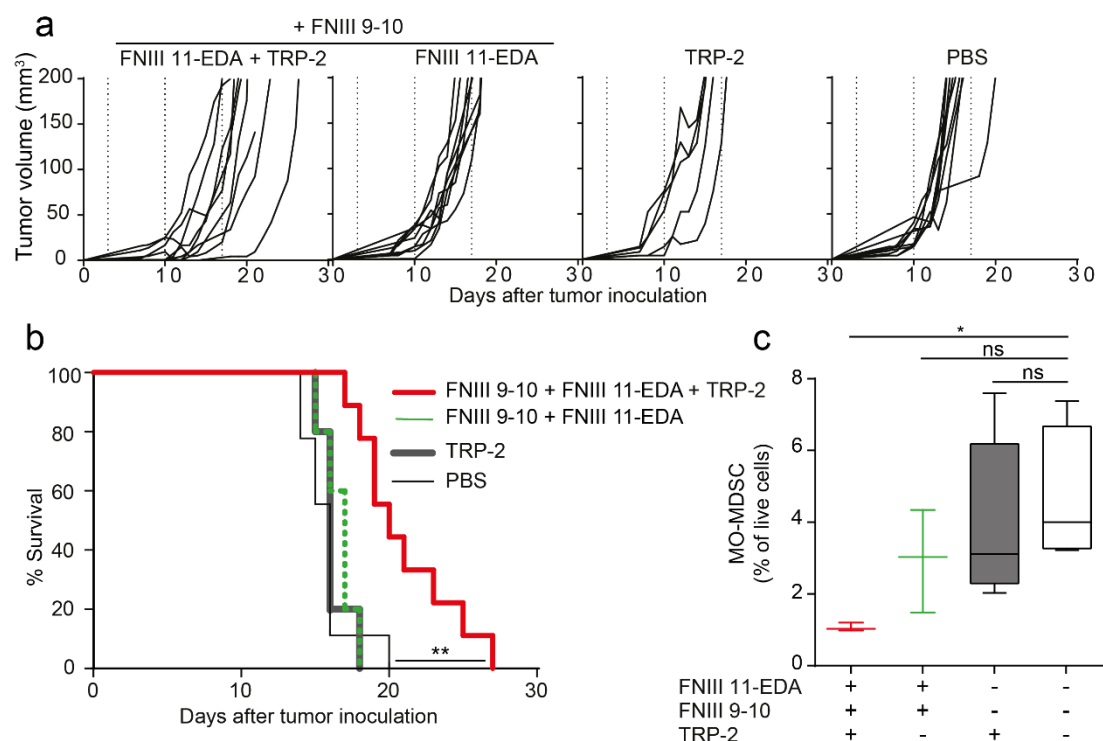 a
+ FNIII 9-10
FNIII 11-EDA + TRP-2 FNIII 11-EDA TRP-2 PBS
Tumor volume (mm³)
200
150
100
50
0
0 10 20 30 10 20 30 10 20 30 10 20 30
Days after tumor inoculation
b
% Survival
100
80
60
40
20
0
0 10 20 30
Days after tumor inoculation
FNIII 9-10 + FNIII 11-EDA + TRP-2
FNIII 9-10 + FNIII 11-EDA
TRP-2
PBS
**
c
*
ns
ns
MO-MDSC
(% of live cells)
8
6
4
2
0
FNIII 11-EDA + + - -
FNIII 9-10 + + - -
TRP-2 + - + -